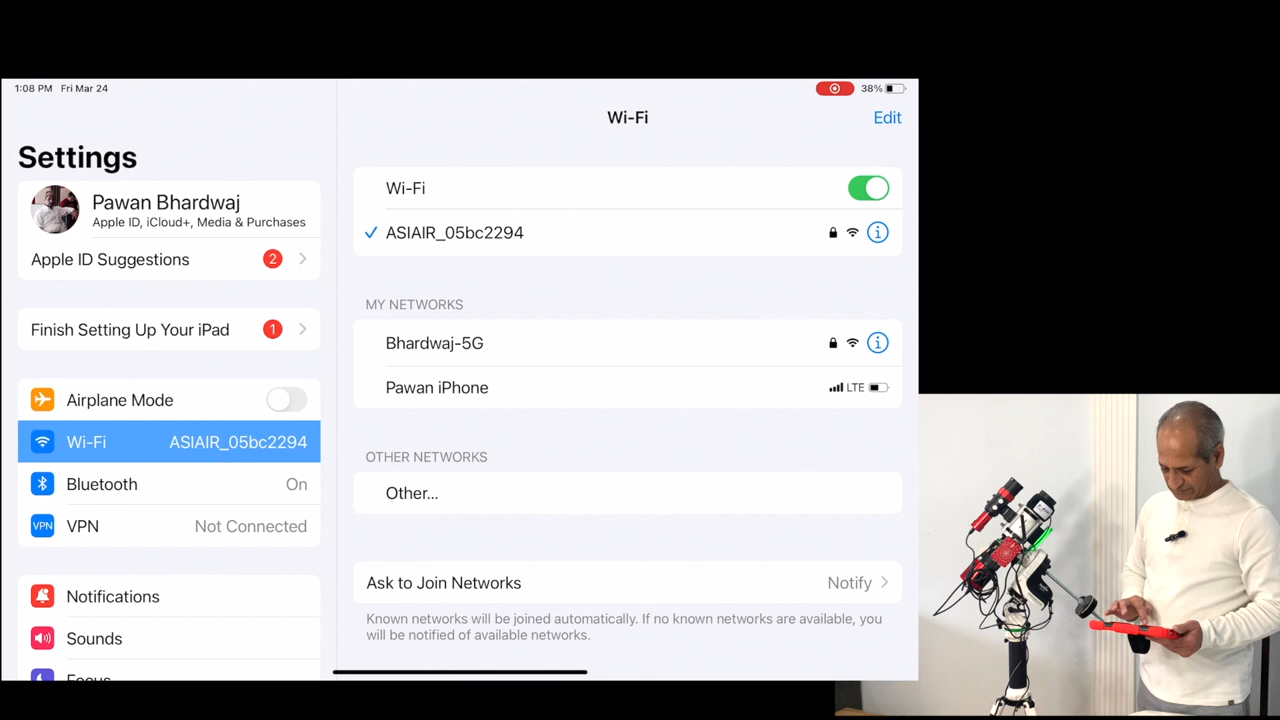 1:08 PM Fri Mar 24
38%
Settings
Pawan Bhardwaj
Apple ID, iCloud+, Media & Purchases
Apple ID Suggestions 2
Finish Setting Up Your iPad 1
Airplane Mode
Wi-Fi ASIAIR_05bc2294
Bluetooth On
VPN VPN Not Connected
Notifications
Sounds
Focus
Wi-Fi Edit
Wi-Fi
ASIAIR_05bc2294
MY NETWORKS
Bhardwaj-5G
Pawan iPhone LTE
OTHER NETWORKS
Other...
Ask to Join Networks Notify
Known networks will be joined automatically. If no known networks are available, you
will be notified of available networks.